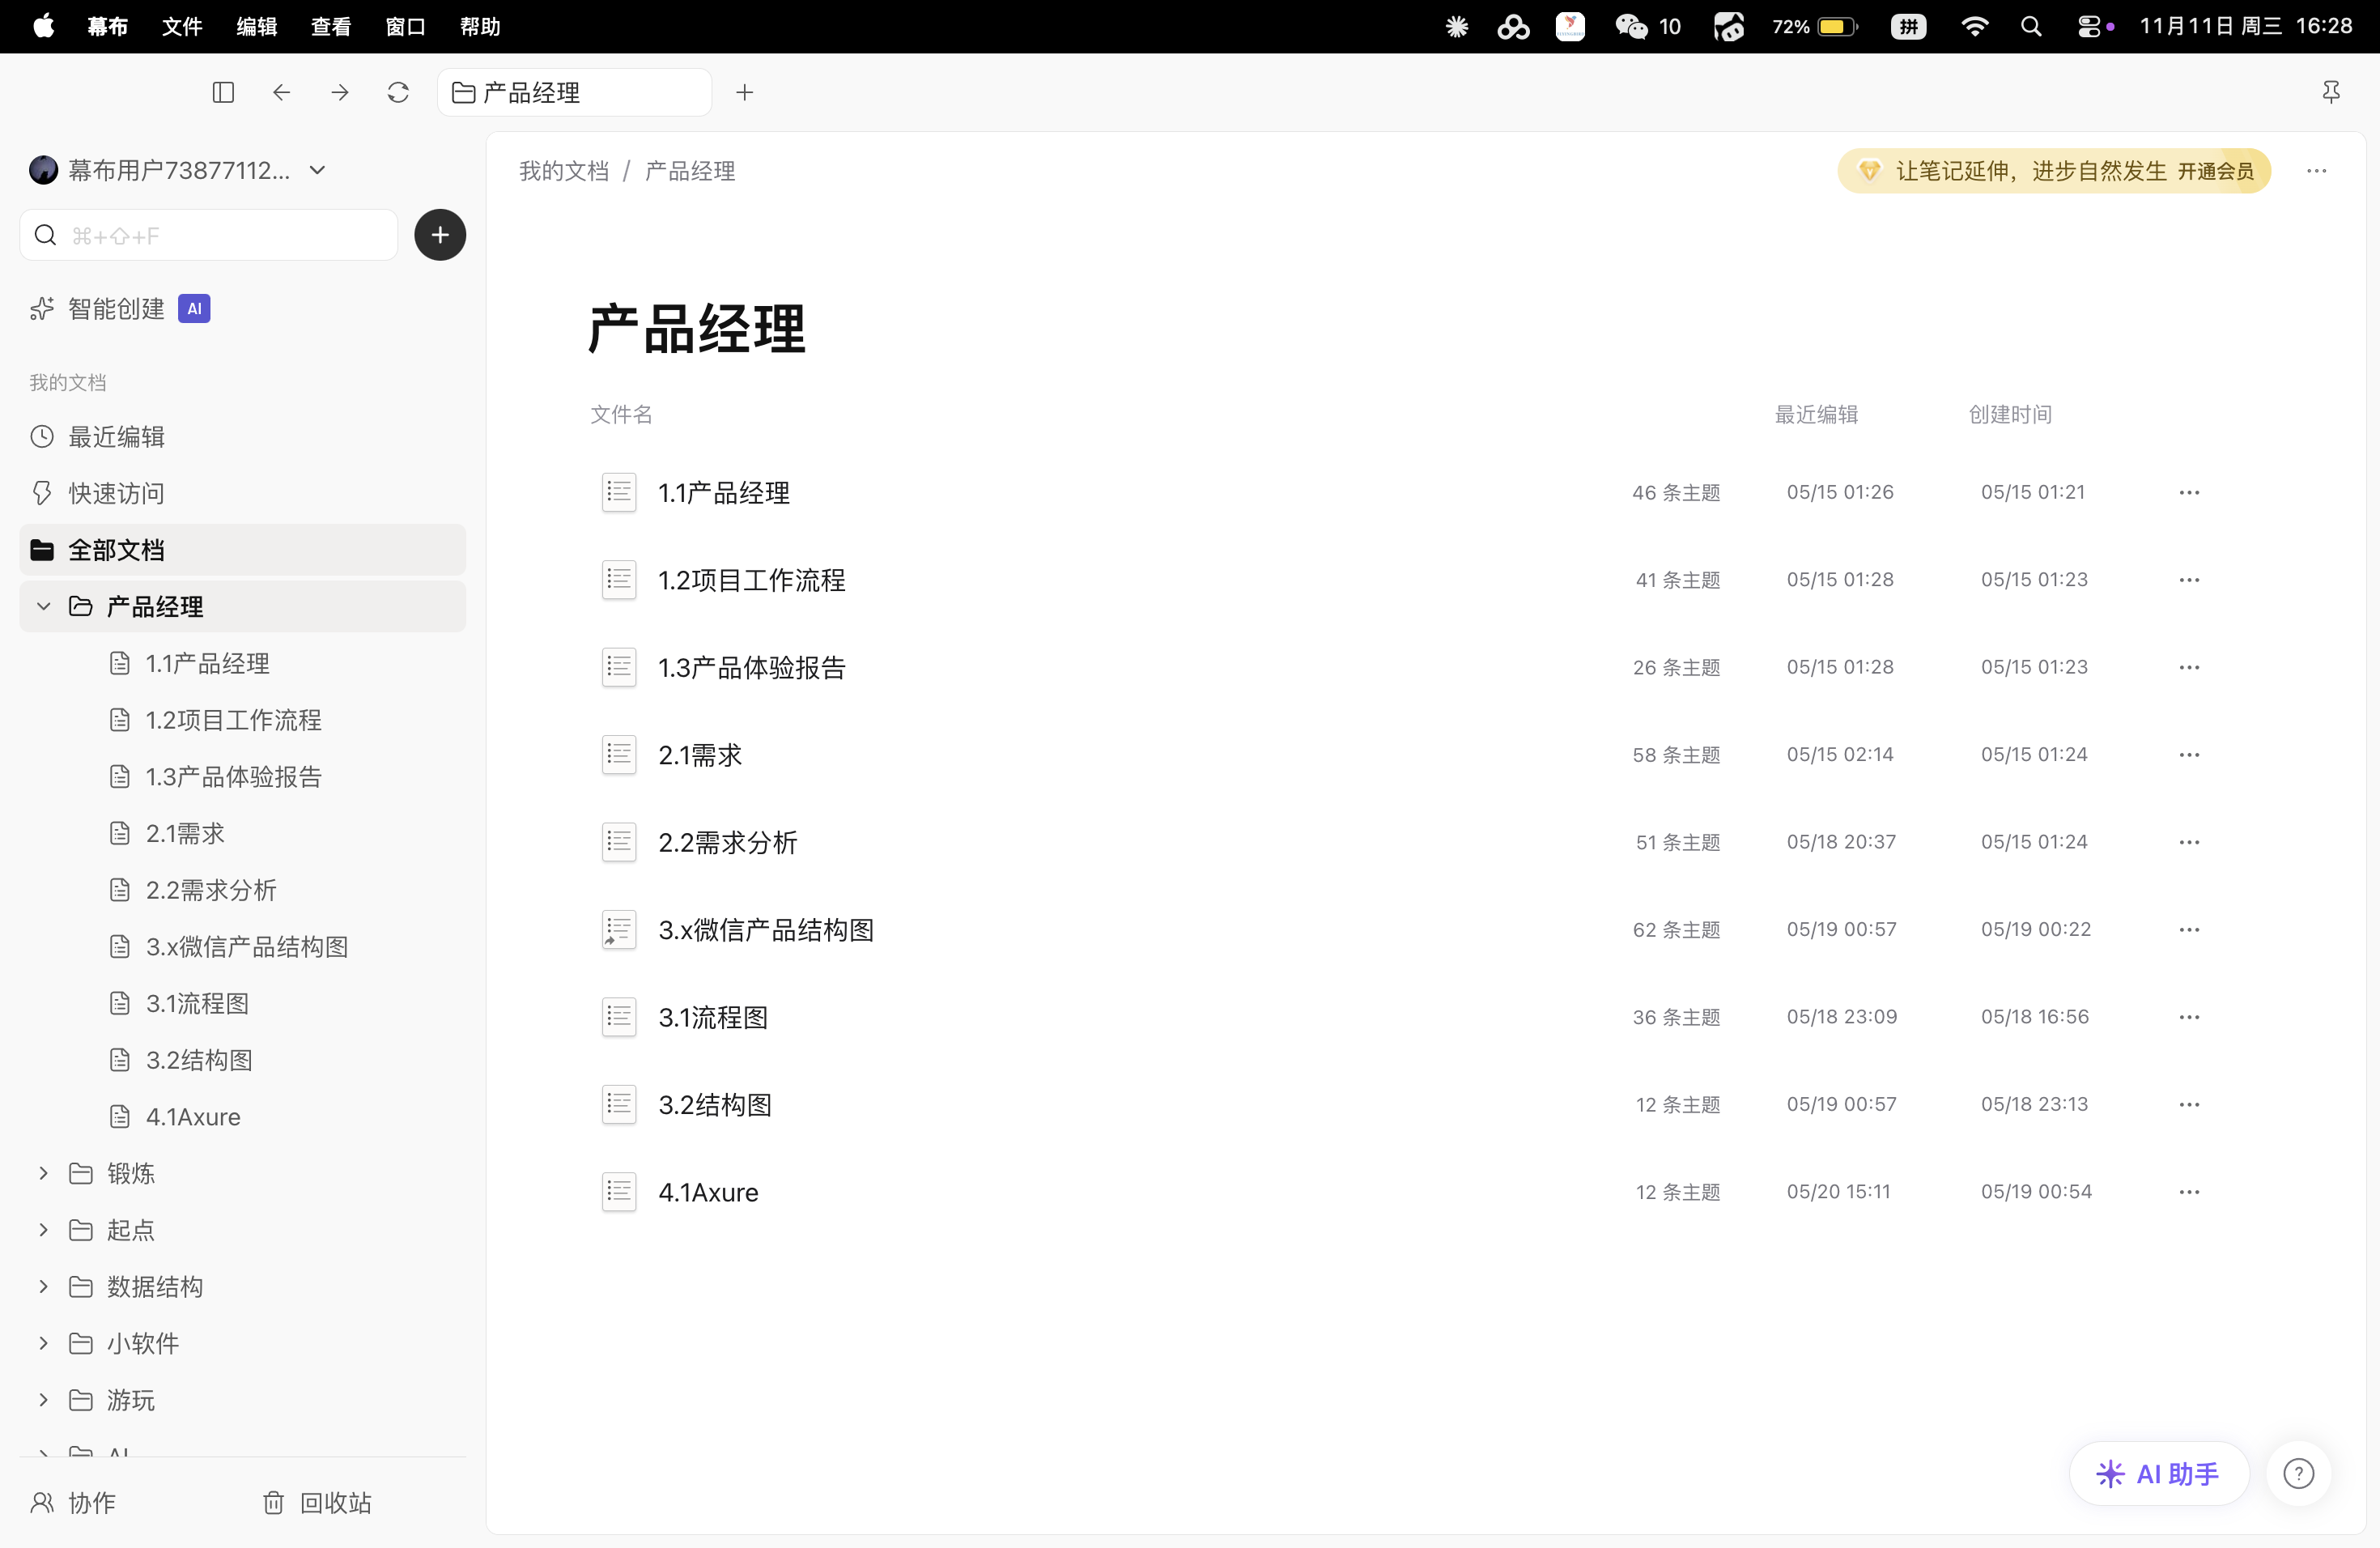 幕布 文件 编辑 查看 窗口 帮助 10 72% 拼 11月11日 周三 16:28
产品经理
幕布用户73877112...
⌘+⇧+F
智能创建 AI
我的文档
最近编辑
快速访问
全部文档
产品经理
1.1产品经理
1.2项目工作流程
1.3产品体验报告
2.1需求
2.2需求分析
3.x微信产品结构图
3.1流程图
3.2结构图
4.1Axure
锻炼
起点
数据结构
小软件
游玩
AI
协作 回收站
我的文档 / 产品经理
让笔记延伸，进步自然发生 开通会员
产品经理
文件名 最近编辑 创建时间
1.1产品经理 46 条主题 05/15 01:26 05/15 01:21
1.2项目工作流程 41 条主题 05/15 01:28 05/15 01:23
1.3产品体验报告 26 条主题 05/15 01:28 05/15 01:23
2.1需求 58 条主题 05/15 02:14 05/15 01:24
2.2需求分析 51 条主题 05/18 20:37 05/15 01:24
3.x微信产品结构图 62 条主题 05/19 00:57 05/19 00:22
3.1流程图 36 条主题 05/18 23:09 05/18 16:56
3.2结构图 12 条主题 05/19 00:57 05/18 23:13
4.1Axure 12 条主题 05/20 15:11 05/19 00:54
AI 助手